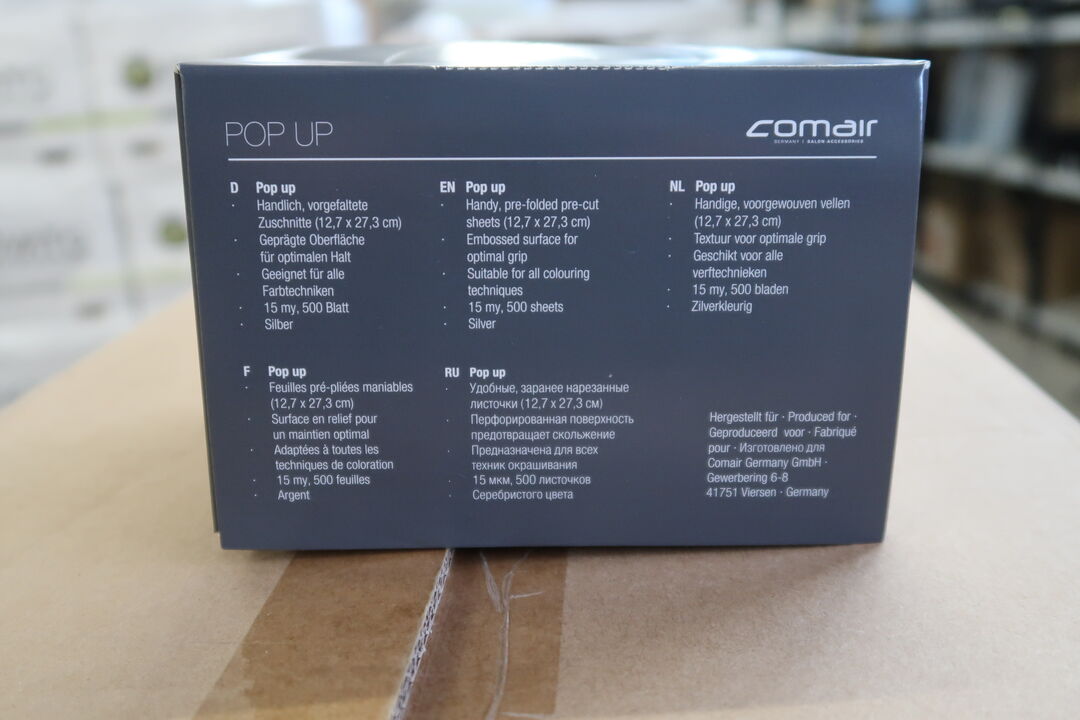 POP UP
comair
GERMANY | SALON ACCESSORIES
D Pop up
· Handlich, vorgefaltete
Zuschnitte (12,7 x 27,3 cm)
· Geprägte Oberfläche
für optimalen Halt
· Geeignet für alle
Farbtechniken
· 15 my, 500 Blatt
· Silber
EN Pop up
· Handy, pre-folded pre-cut
sheets (12,7 x 27,3 cm)
· Embossed surface for
optimal grip
· Suitable for all colouring
techniques
· 15 my, 500 sheets
· Silver
NL Pop up
· Handige, voorgewouven vellen
(12,7 x 27,3 cm)
· Textuur voor optimale grip
· Geschikt voor alle
verftechnieken
· 15 my, 500 bladen
· Zilverkleurig
F Pop up
· Feuilles pré-pliées maniables
(12,7 x 27,3 cm)
· Surface en relief pour
un maintien optimal
· Adaptées à toutes les
techniques de coloration
· 15 my, 500 feuilles
· Argent
RU Pop up
· Удобные, заранее нарезанные
листочки (12,7 x 27,3 см)
· Перфорированная поверхность
предотвращает скольжение
· Предназначена для всех
техник окрашивания
· 15 мкм, 500 листочков
· Серебристого цвета
Hergestellt für · Produced for ·
Geproduceerd voor · Fabriqué
pour · Изготовлено для
Comair Germany GmbH ·
Gewerbering 6-8
41751 Viersen · Germany